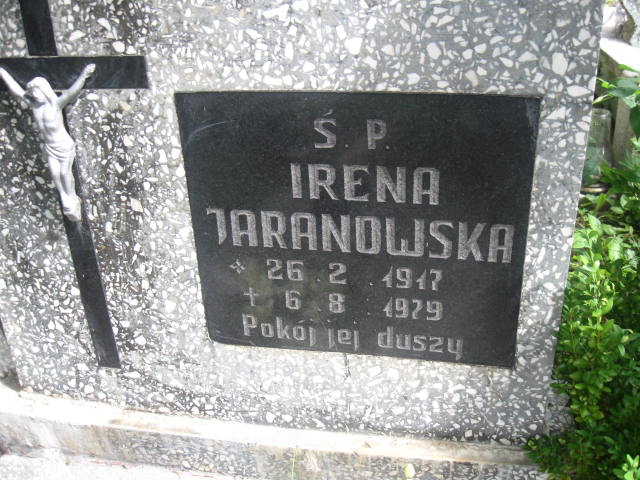 Ś. P.
IRENA
JARANOWSKA
* 26 2 1917
† 6 8 1979
Pokój jej duszy